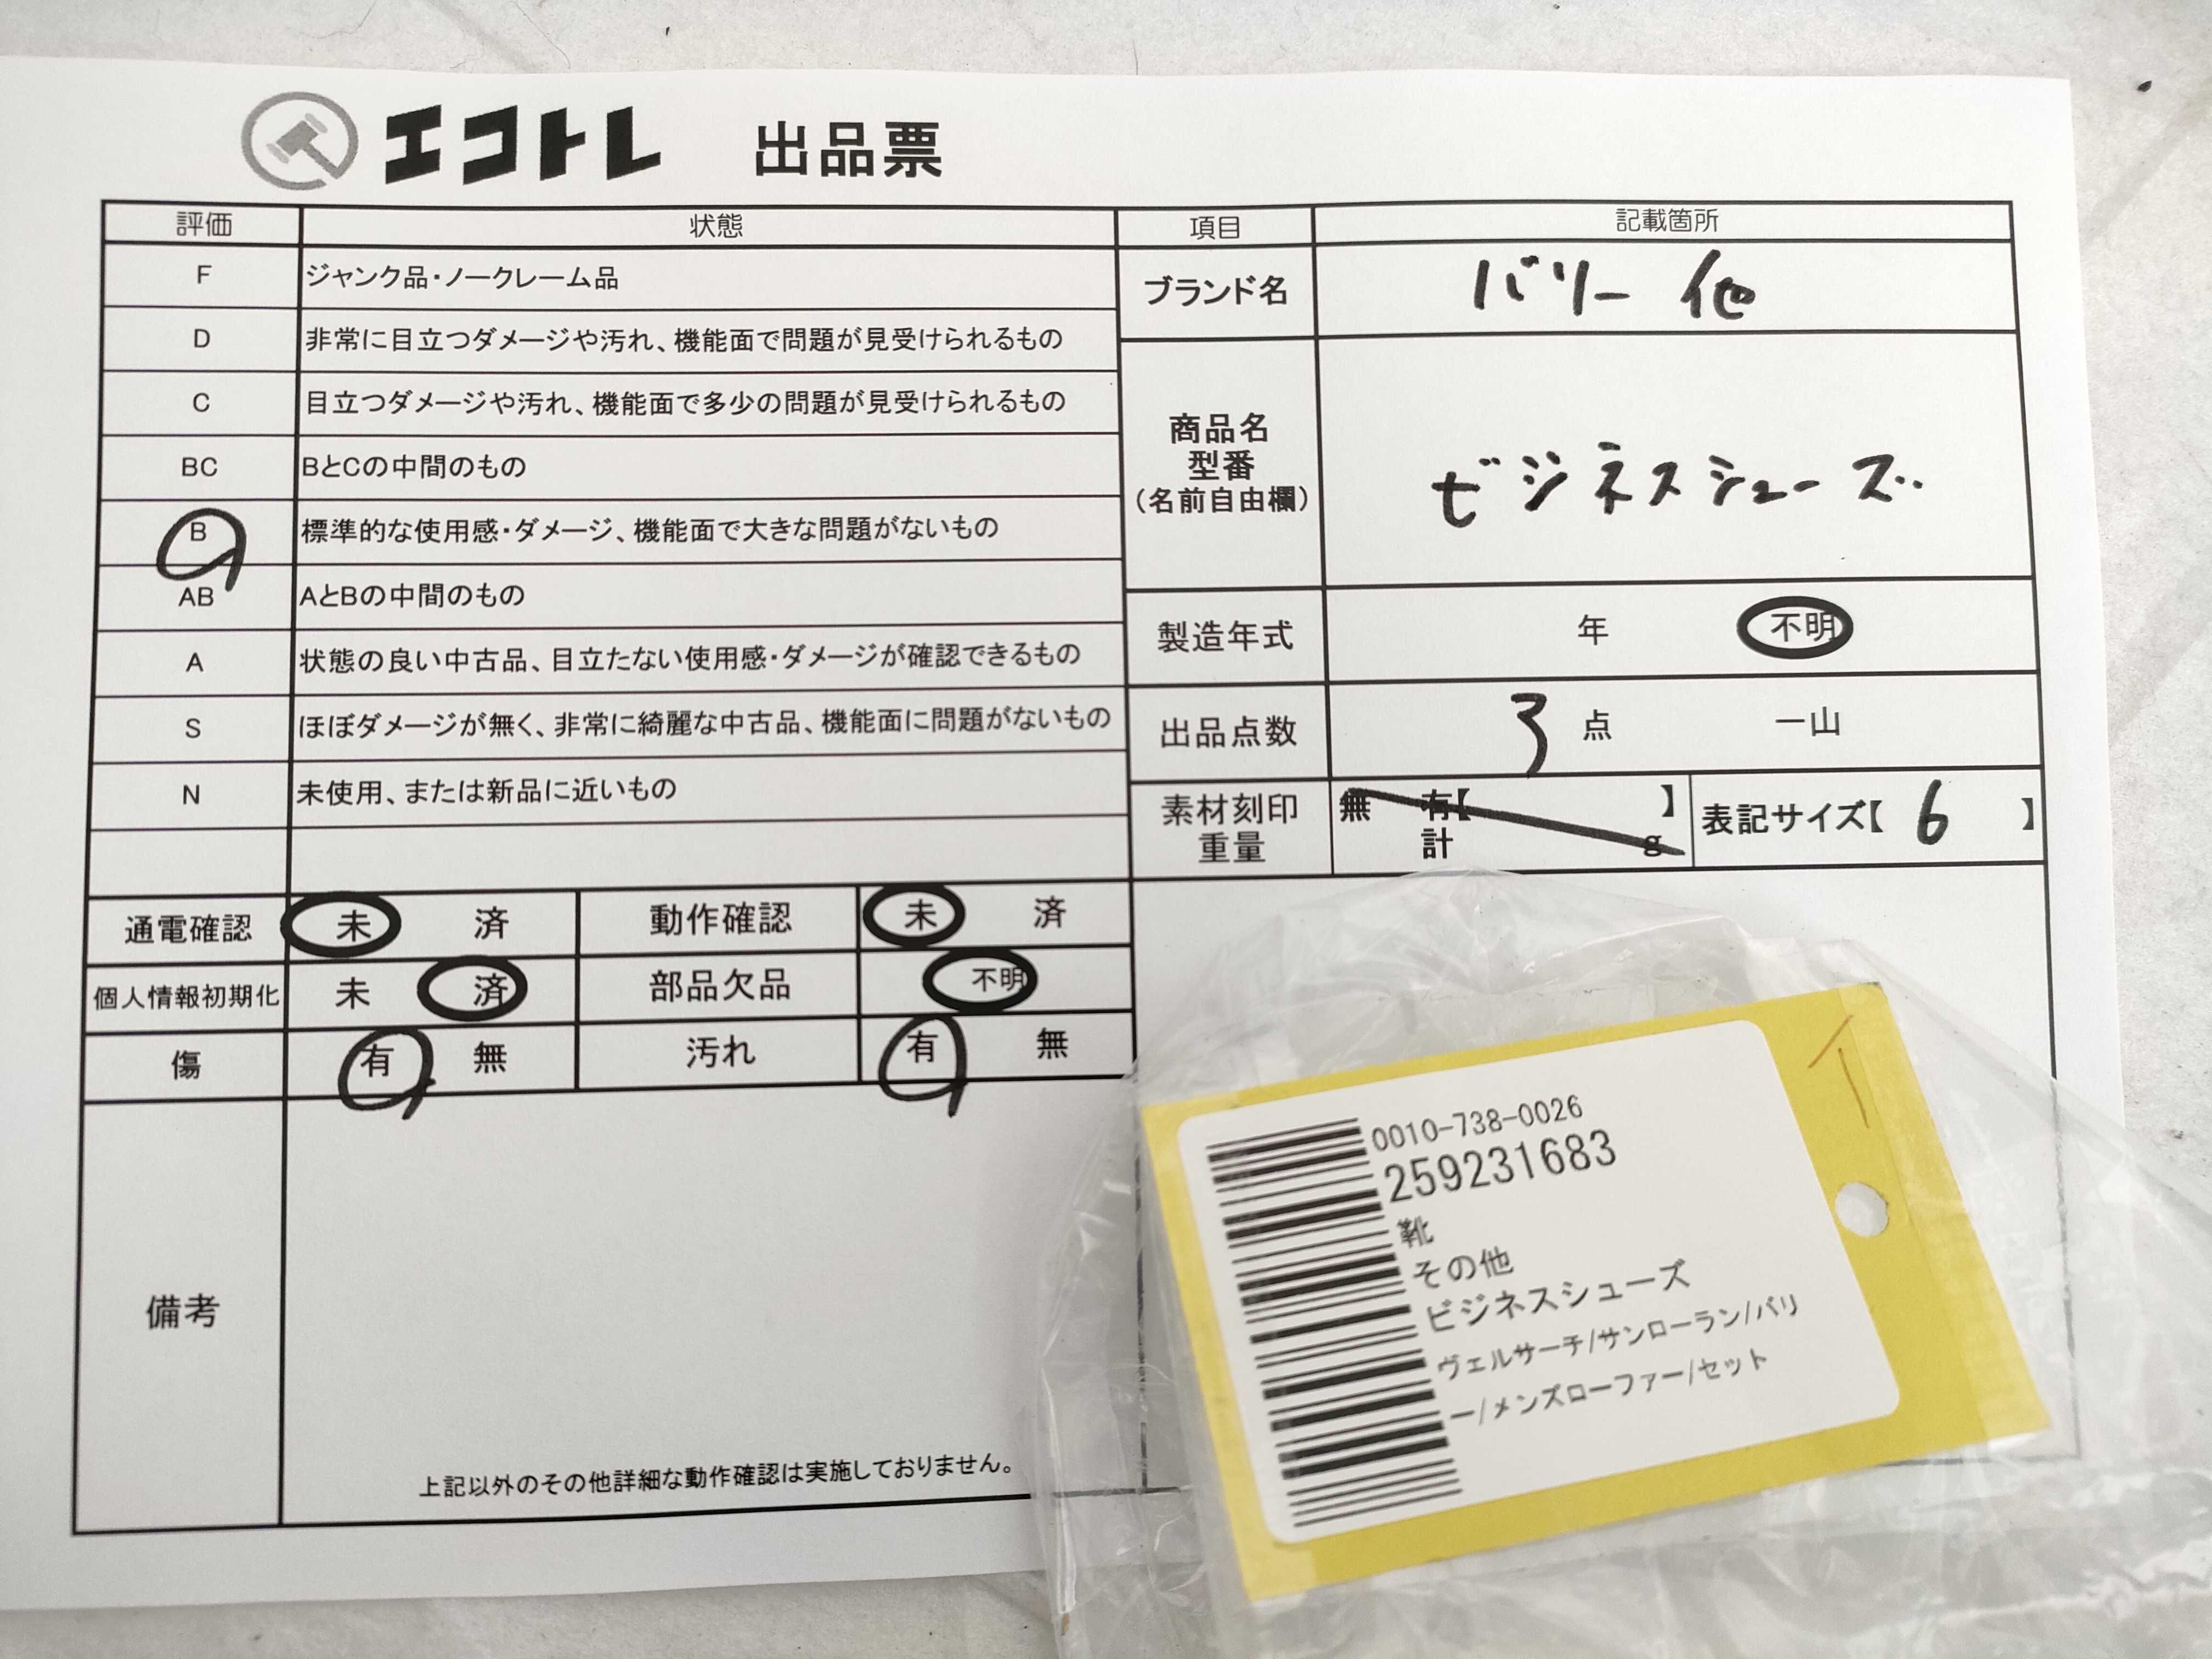 エコトレ 出品票
評価 状態 項目 記載箇所
F ジャンク品・ノークレーム品
D 非常に目立つダメージや汚れ、機能面で問題が見受けられるもの
C 目立つダメージや汚れ、機能面で多少の問題が見受けられるもの
BC BとCの中間のもの
B 標準的な使用感・ダメージ、機能面で大きな問題がないもの
AB AとBの中間のもの
A 状態の良い中古品、目立たない使用感・ダメージが確認できるもの
S ほぼダメージが無く、非常に綺麗な中古品、機能面に問題がないもの
N 未使用、または新品に近いもの
ブランド名 バリー 他
商品名
型番
(名前自由欄)
ビジネスシューズ
製造年式 年 不明
出品点数 3 点 一山
素材刻印 無 有【 】
重量 計 g
表記サイズ【 6 】
通電確認 未 済 動作確認 未 済
個人情報初期化 未 済 部品欠品 不明
傷 有 無 汚れ 有 無
備考
上記以外のその他詳細な動作確認は実施しておりません。
0010-738-0026
259231683
靴
その他
ビジネスシューズ
ヴェルサーチ/サンローラン/バリ
ー/メンズローファー/セット